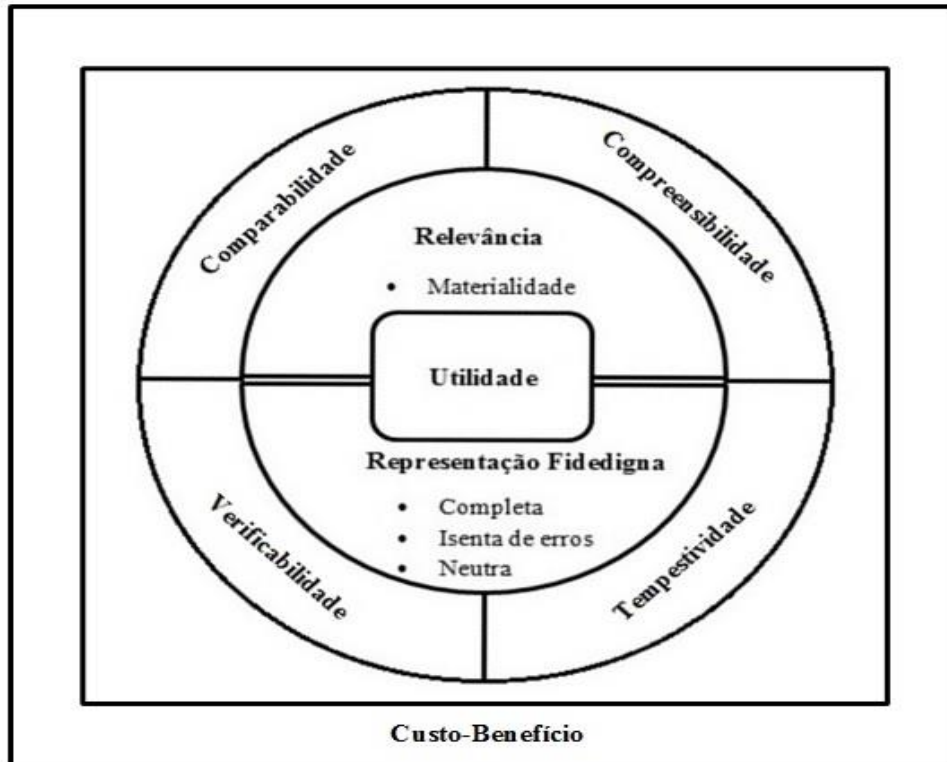 Comparabilidade
Compreensibilidade
Relevância
• Materialidade
Utilidade
Representação Fidedigna
• Completa
• Isenta de erros
• Neutra
Verificabilidade
Tempestividade
Custo-Benefício